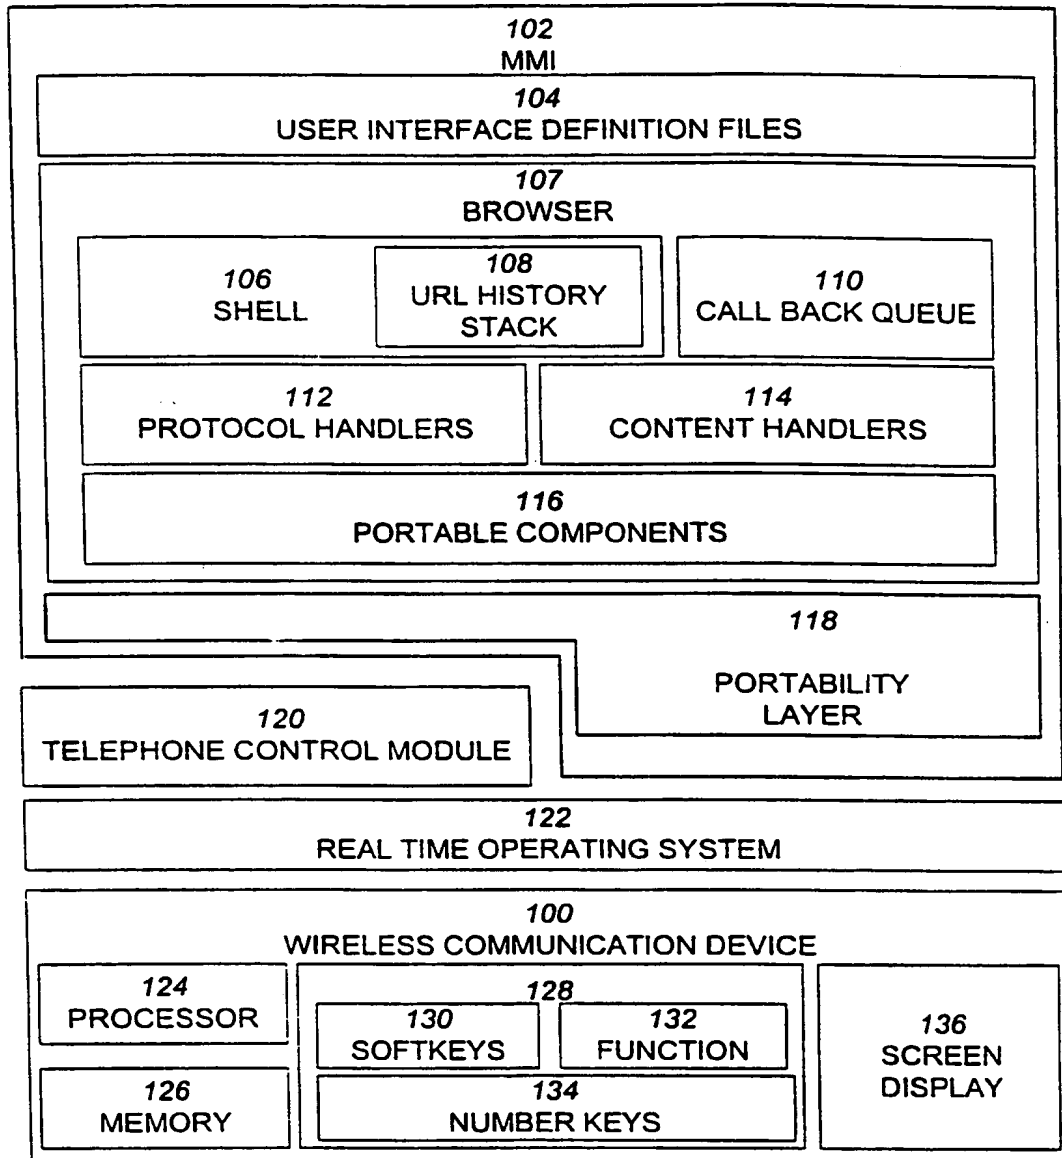 102
MMI
104
USER INTERFACE DEFINITION FILES
107
BROWSER
106
SHELL
108
URL HISTORY
STACK
110
CALL BACK QUEUE
112
PROTOCOL HANDLERS
114
CONTENT HANDLERS
116
PORTABLE COMPONENTS
118
PORTABILITY
LAYER
120
TELEPHONE CONTROL MODULE
122
REAL TIME OPERATING SYSTEM
100
WIRELESS COMMUNICATION DEVICE
124
PROCESSOR
126
MEMORY
128
130
SOFTKEYS
132
FUNCTION
134
NUMBER KEYS
136
SCREEN
DISPLAY